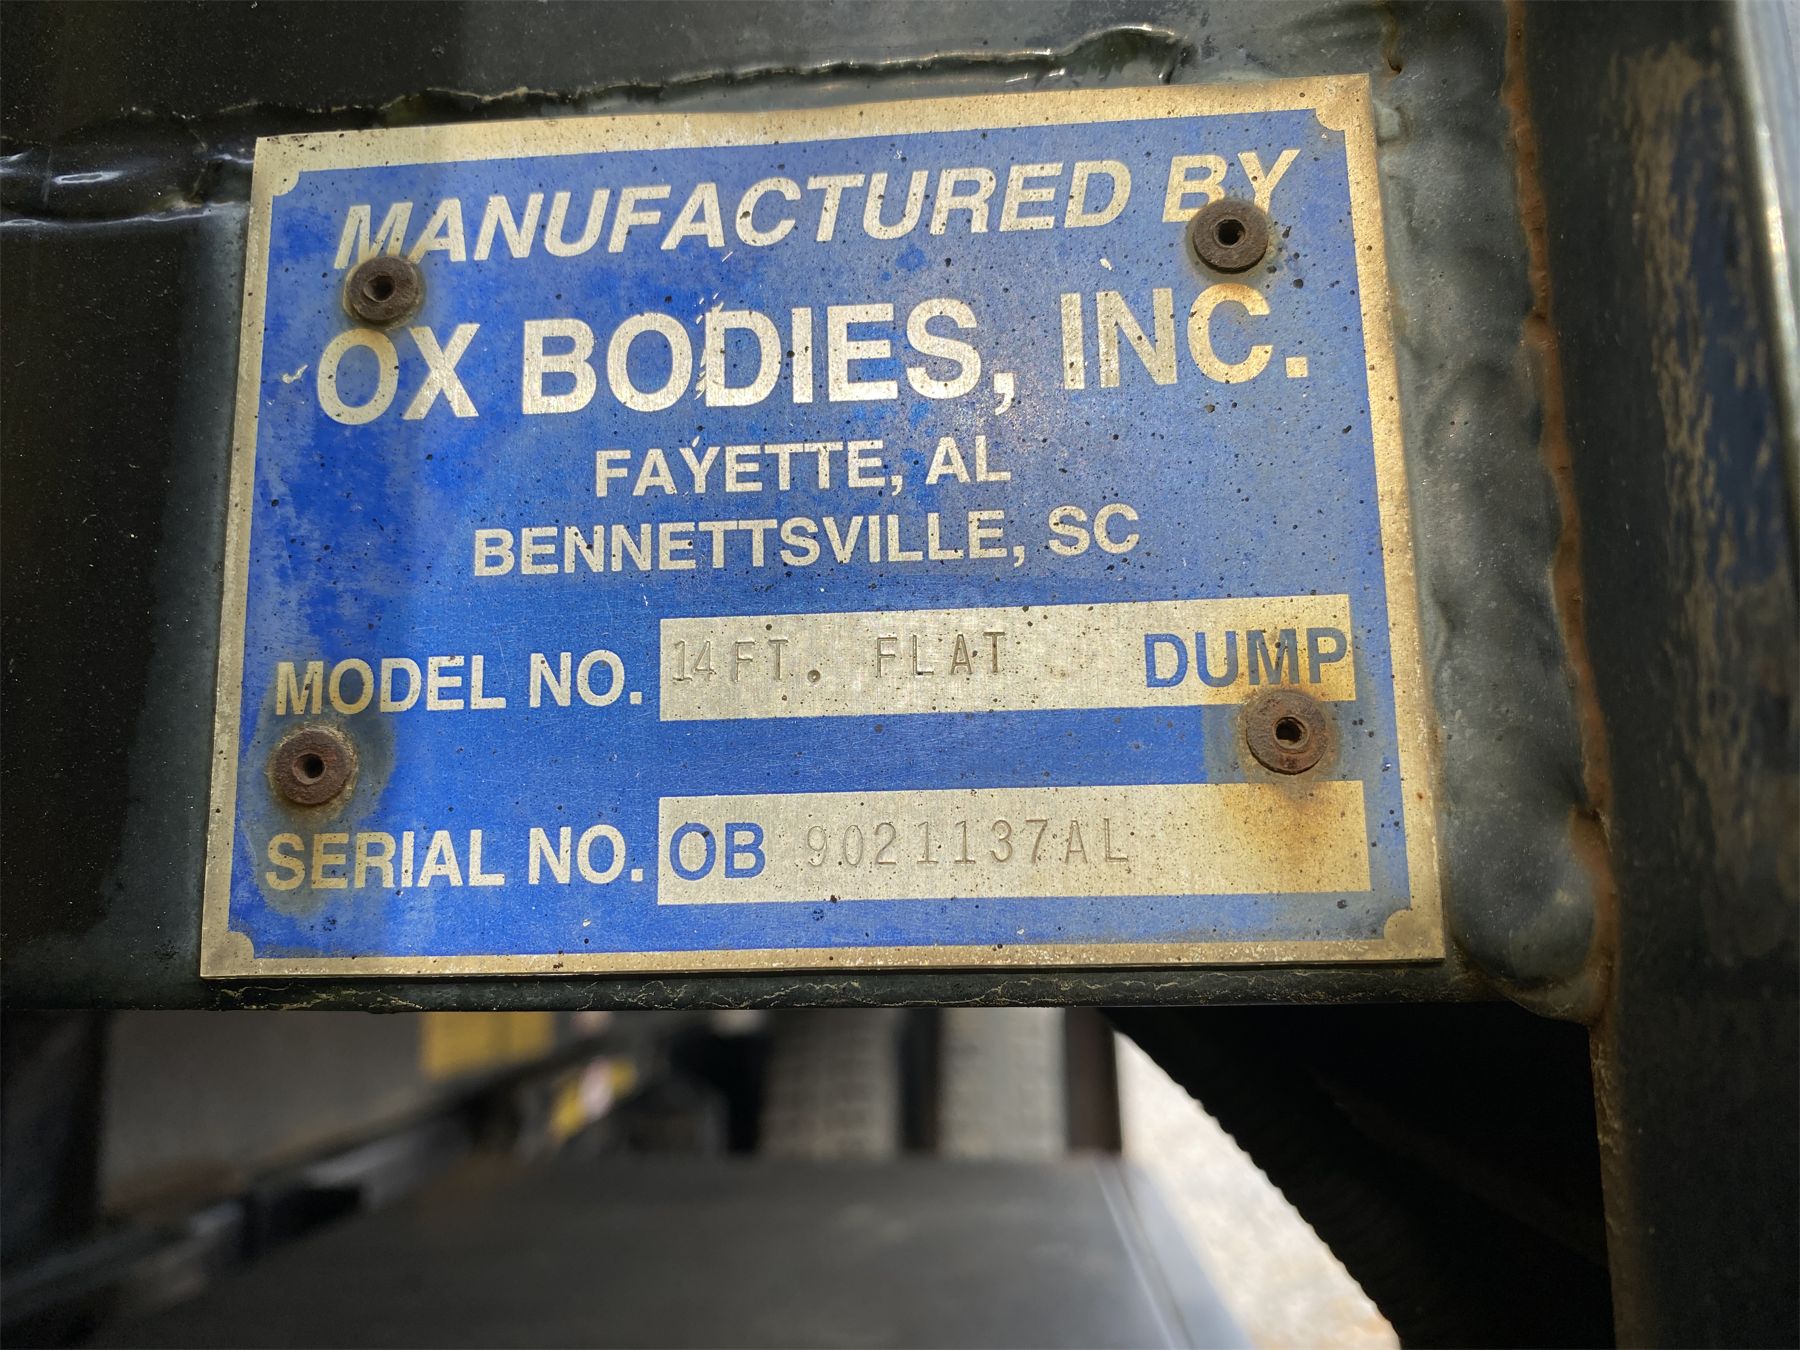 MANUFACTURED BY
OX BODIES, INC.
FAYETTE, AL
BENNETTSVILLE, SC
MODEL NO. 14FT. FLAT DUMP
SERIAL NO. OB 9021137AL